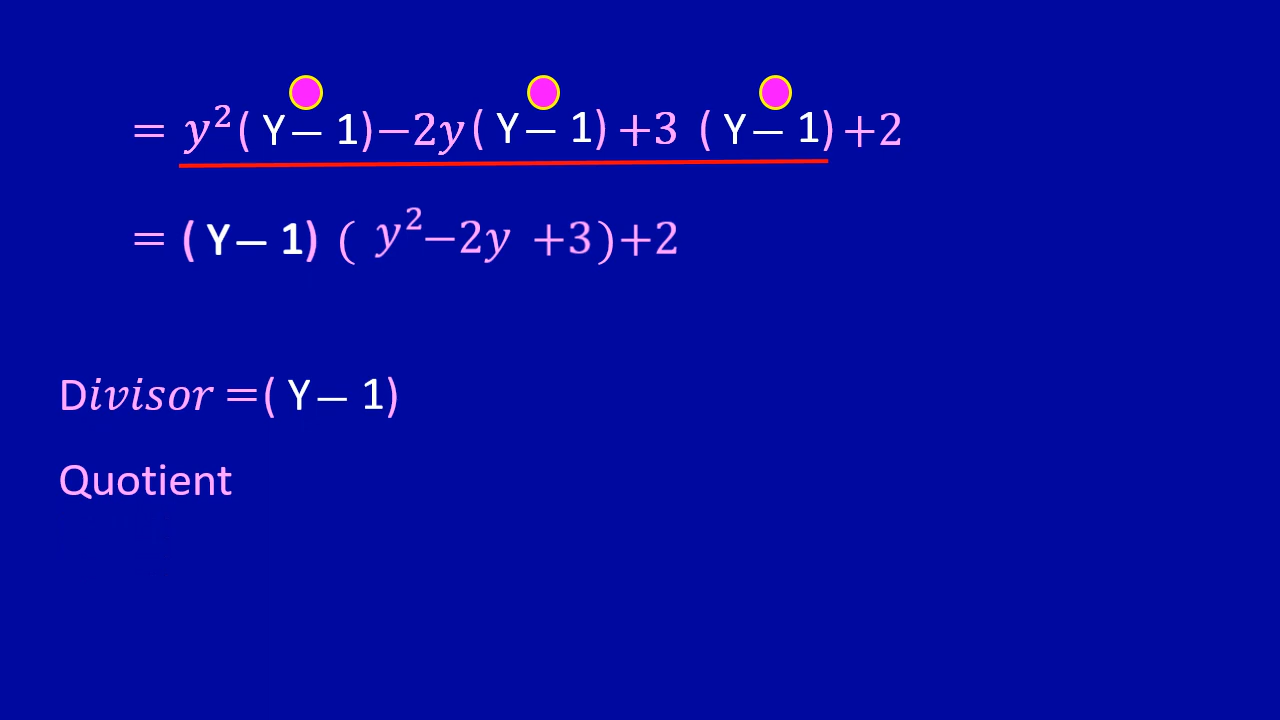 = y²( Y− 1)−2y( Y− 1) +3 ( Y− 1) +2
= ( Y− 1) ( y²−2y +3)+2
Divisor =( Y− 1)
Quotient